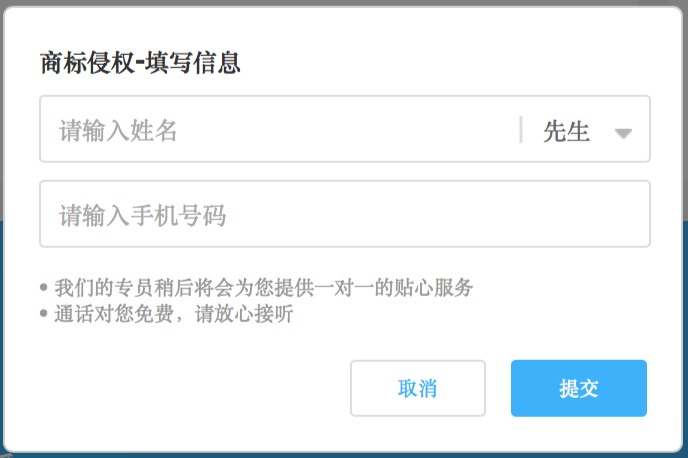 商标侵权-填写信息
请输入姓名
先生
请输入手机号码
• 我们的专员稍后将会为您提供一对一的贴心服务
• 通话对您免费，请放心接听
取消
提交